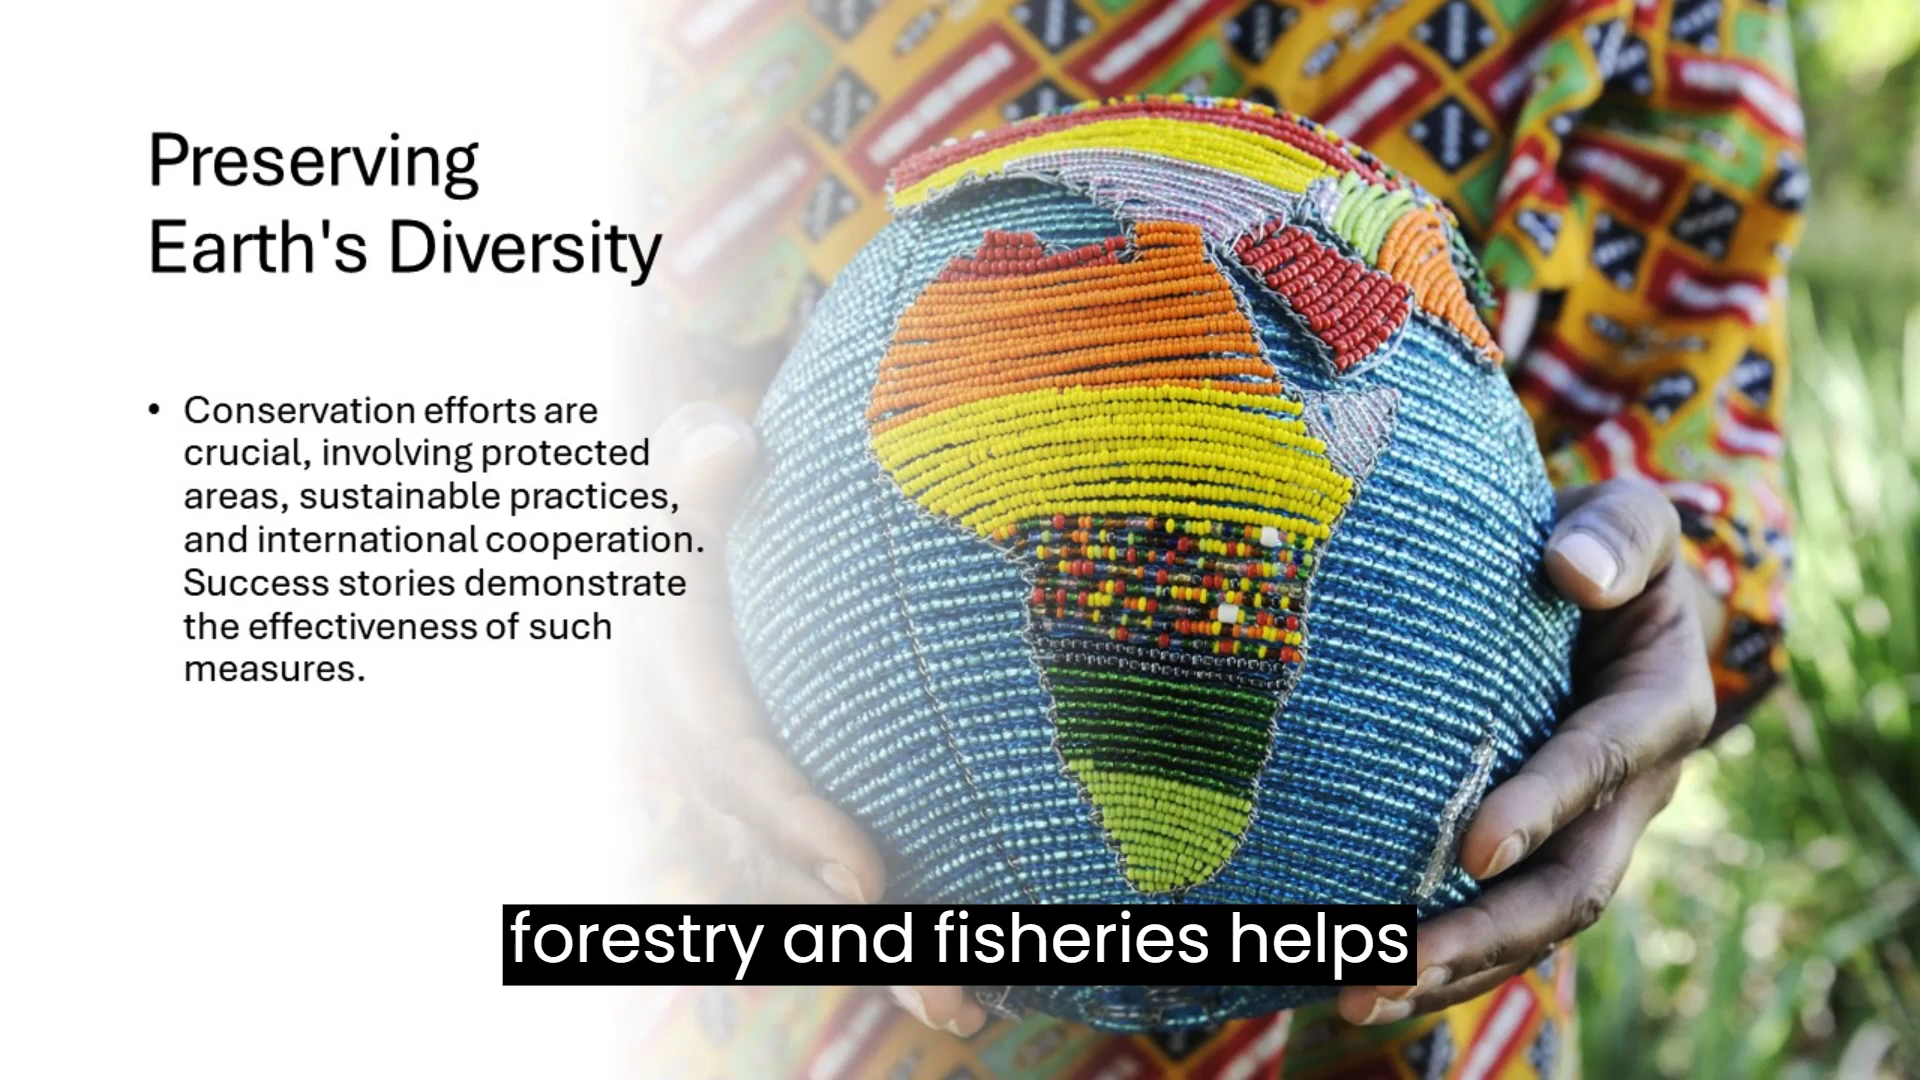 Preserving
Earth's Diversity
• Conservation efforts are
crucial, involving protected
areas, sustainable practices,
and international cooperation.
Success stories demonstrate
the effectiveness of such
measures.
forestry and fisheries helps